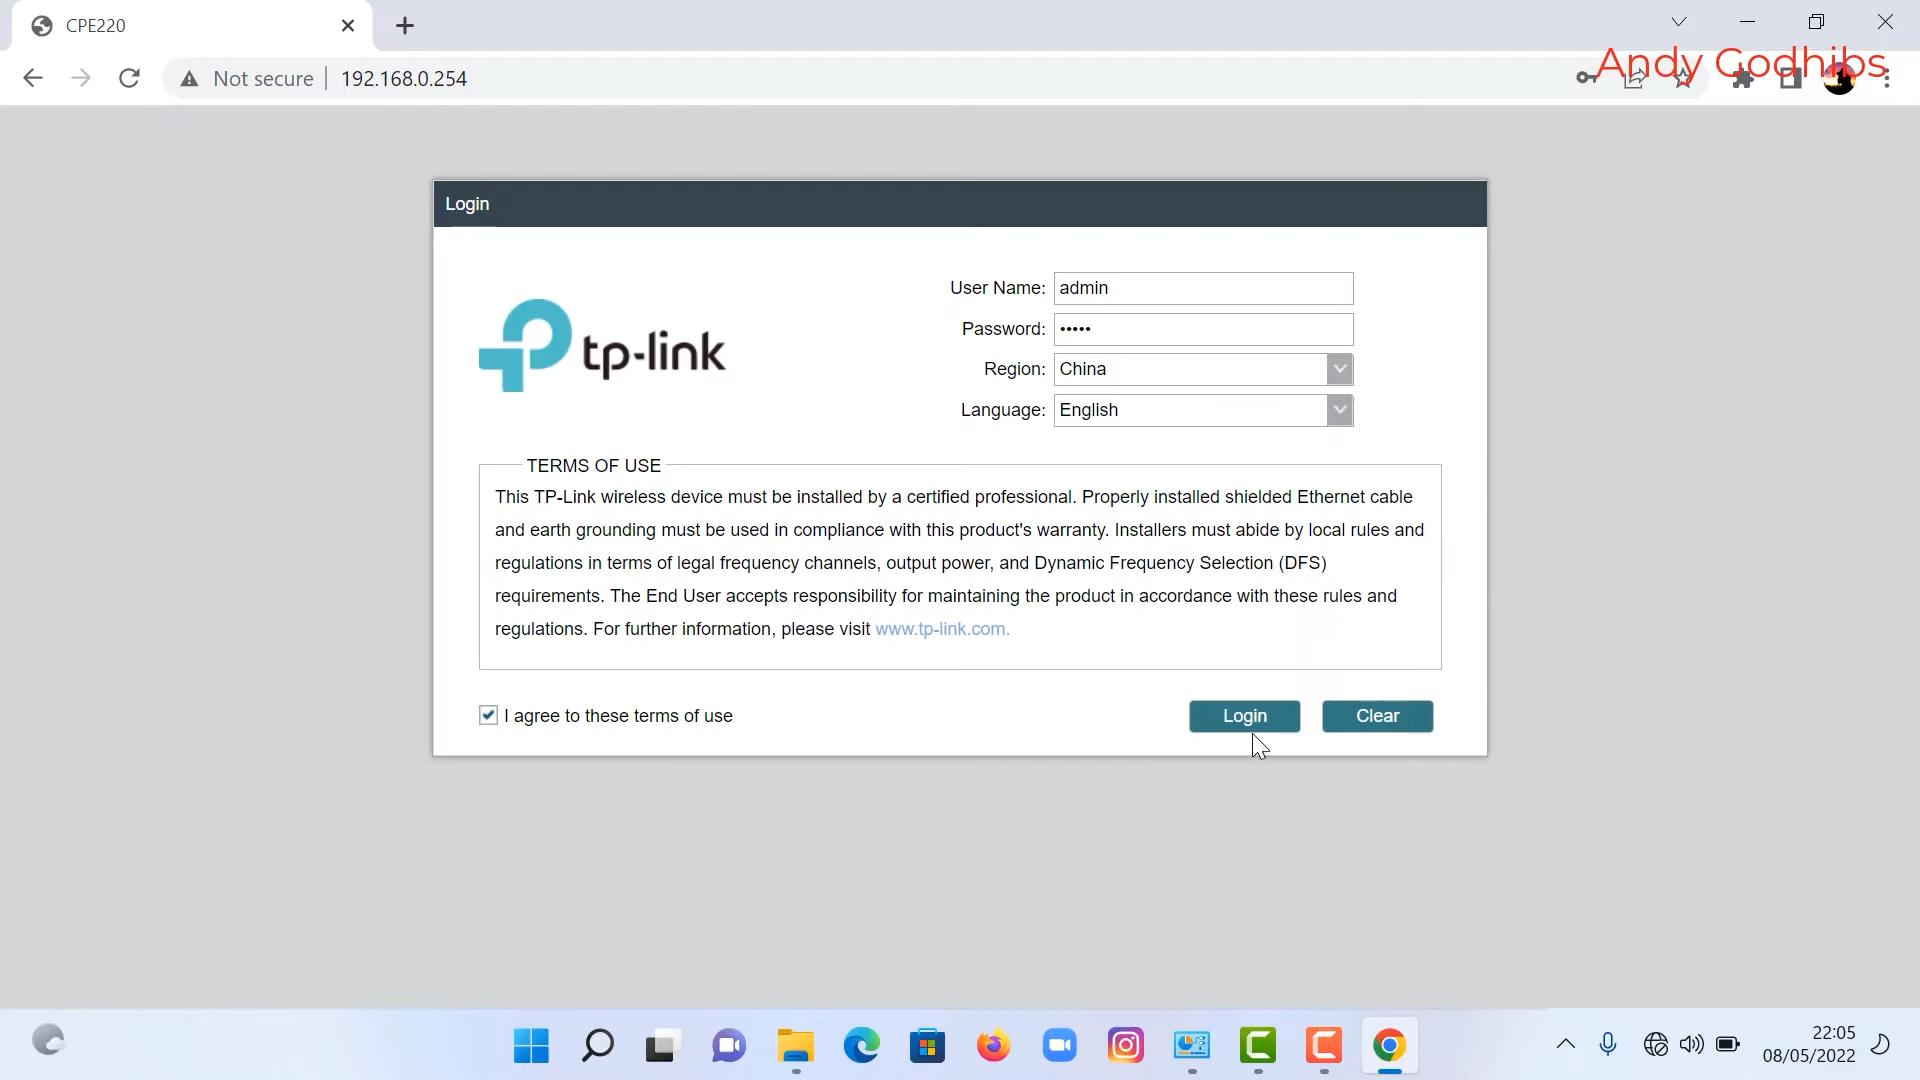 CPE220
Not secure
192.168.0.254
Andy Godhibs
Login
tp-link
User Name: admin
Password: •••••
Region: China
Language: English
TERMS OF USE
This TP-Link wireless device must be installed by a certified professional. Properly installed shielded Ethernet cable
and earth grounding must be used in compliance with this product's warranty. Installers must abide by local rules and
regulations in terms of legal frequency channels, output power, and Dynamic Frequency Selection (DFS)
requirements. The End User accepts responsibility for maintaining the product in accordance with these rules and
regulations. For further information, please visit www.tp-link.com.
I agree to these terms of use
Login
Clear
22:05
08/05/2022